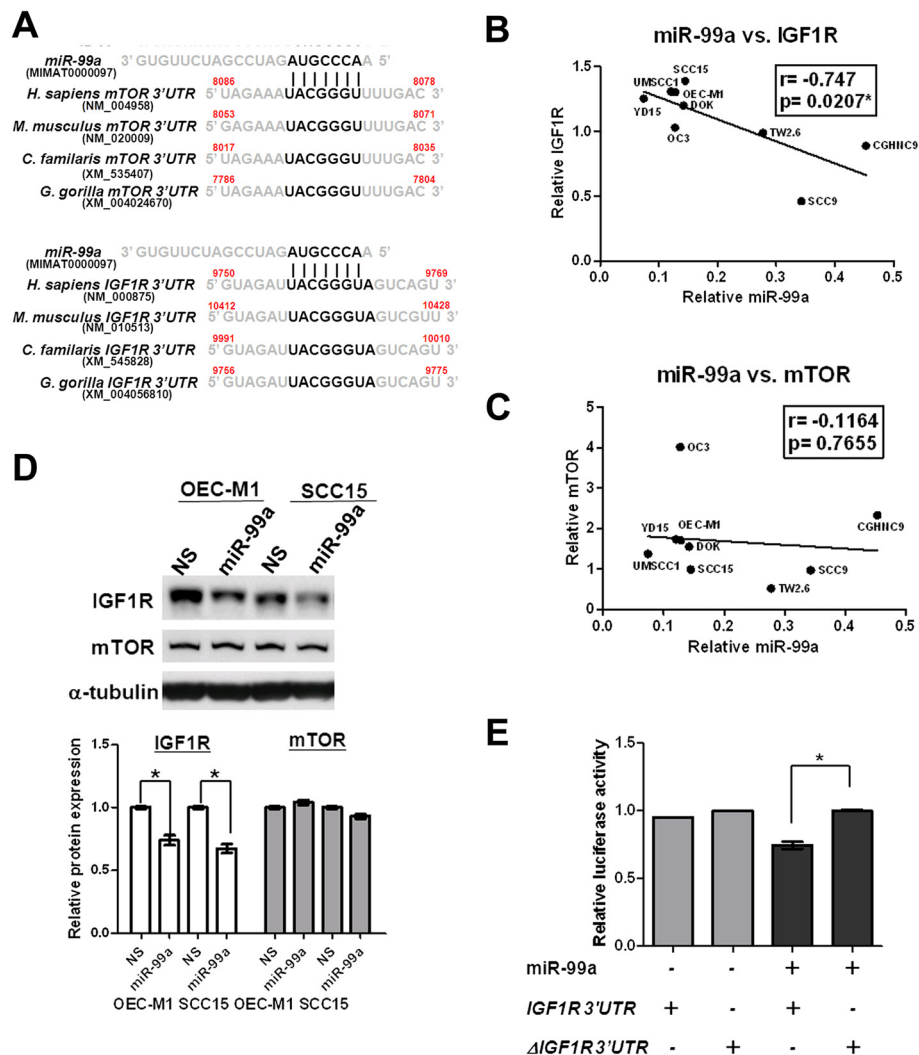 A
miR-99a 3' GUGUUCUAGCCUAGAUGCCCAA 5'
(MIMAT0000097)
8086 8078
H. sapiens mTOR 3'UTR 5' UAGAAAUACGGGUUUUGAC 3'
(NM_004958)
8053 8071
M. musculus mTOR 3'UTR 5' GAGAAAUACGGGUUUUGAC 3'
(NM_020009)
8017 8035
C. familaris mTOR 3'UTR 5' UAGAAAUACGGGUUUUGAC 3'
(XM_535407)
7786 7804
G. gorilla mTOR 3'UTR 5' UAGAAAUACGGGUUUUGAC 3'
(XM_004024670)
miR-99a 3' GUGUUCUAGCCUAGAUGCCCAA 5'
(MIMAT0000097)
9750 9769
H. sapiens IGF1R 3'UTR 5' GUAGAUUACGGGUAGUCAGU 3'
(NM_000875)
10412 10428
M. musculus IGF1R 3'UTR 5' GUAGAUUACGGGUAGUCGUU 3'
(NM_010513)
9991 10010
C. familaris IGF1R 3'UTR 5' GUAGAUUACGGGUAGUCAGU 3'
(XM_545828)
9756 9775
G. gorilla IGF1R 3'UTR 5' GUAGAUUACGGGUAGUCAGU 3'
(XM_004056810)
B
miR-99a vs. IGF1R
r= -0.747
p= 0.0207*
Relative IGF1R
1.5
1.0
0.5
0.0
SCC15
UMSCC1
OEC-M1
YD15
DOK
OC3
TW2.6
CGHNC9
SCC9
0.0 0.1 0.2 0.3 0.4 0.5
Relative miR-99a
C
miR-99a vs. mTOR
r= -0.1164
p= 0.7655
Relative mTOR
5
4
3
2
1
0
OC3
CGHNC9
YD15
OEC-M1
DOK
UMSCC1
SCC15
SCC9
TW2.6
0.0 0.1 0.2 0.3 0.4 0.5
Relative miR-99a
D
OEC-M1 SCC15
NS miR-99a NS miR-99a
IGF1R
mTOR
α-tubulin
Relative protein expression
1.5
1.0
0.5
0.0
IGF1R mTOR
* *
NS miR-99a NS miR-99a NS miR-99a NS miR-99a
OEC-M1 SCC15 OEC-M1 SCC15
E
Relative luciferase activity
1.5
1.0
0.5
0.0
*
miR-99a - - + +
IGF1R 3'UTR + - + -
ΔIGF1R 3'UTR - + - +